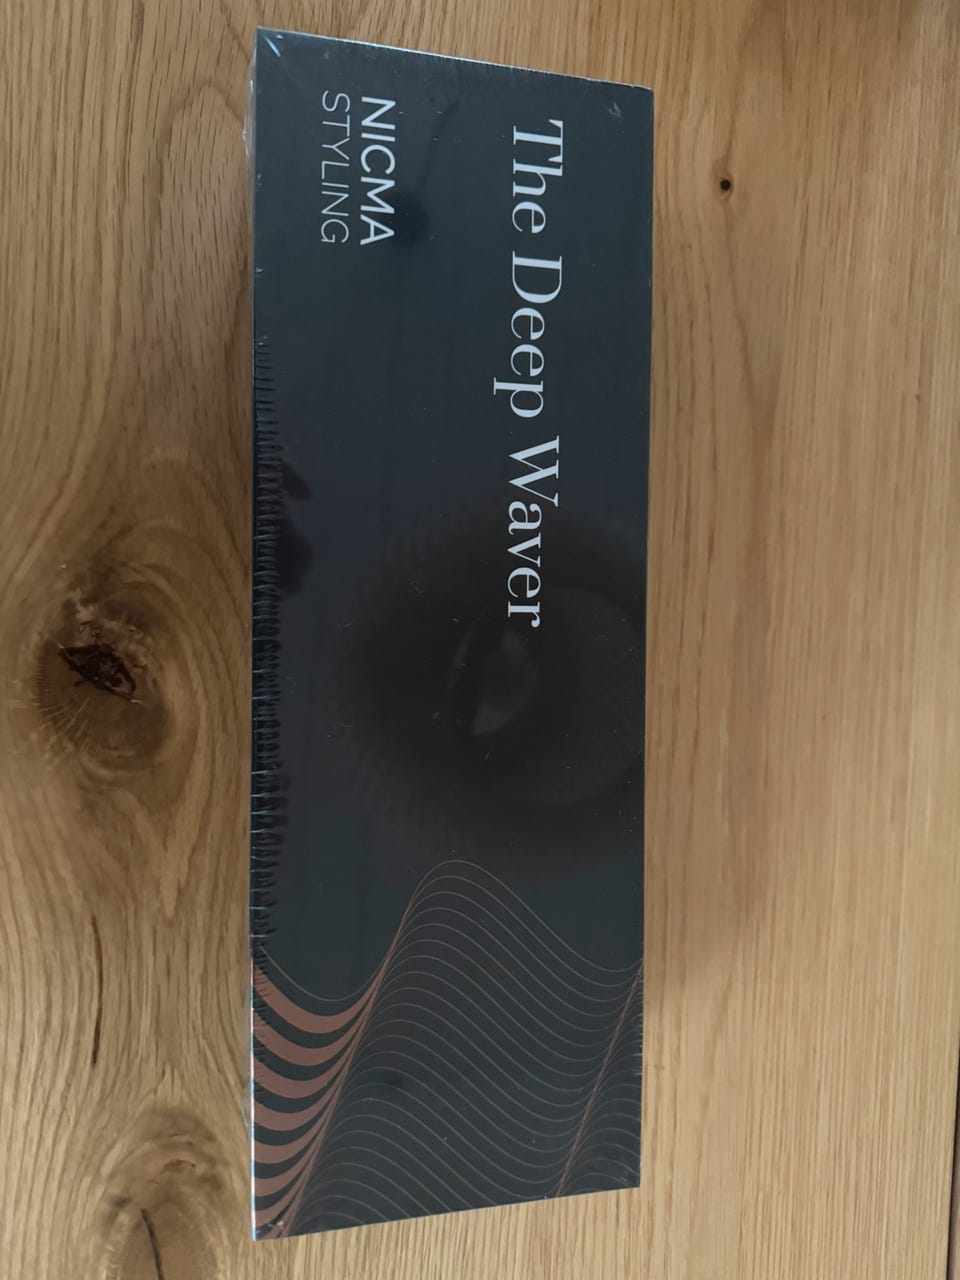 The Deep Waver
NICMA
STYLING